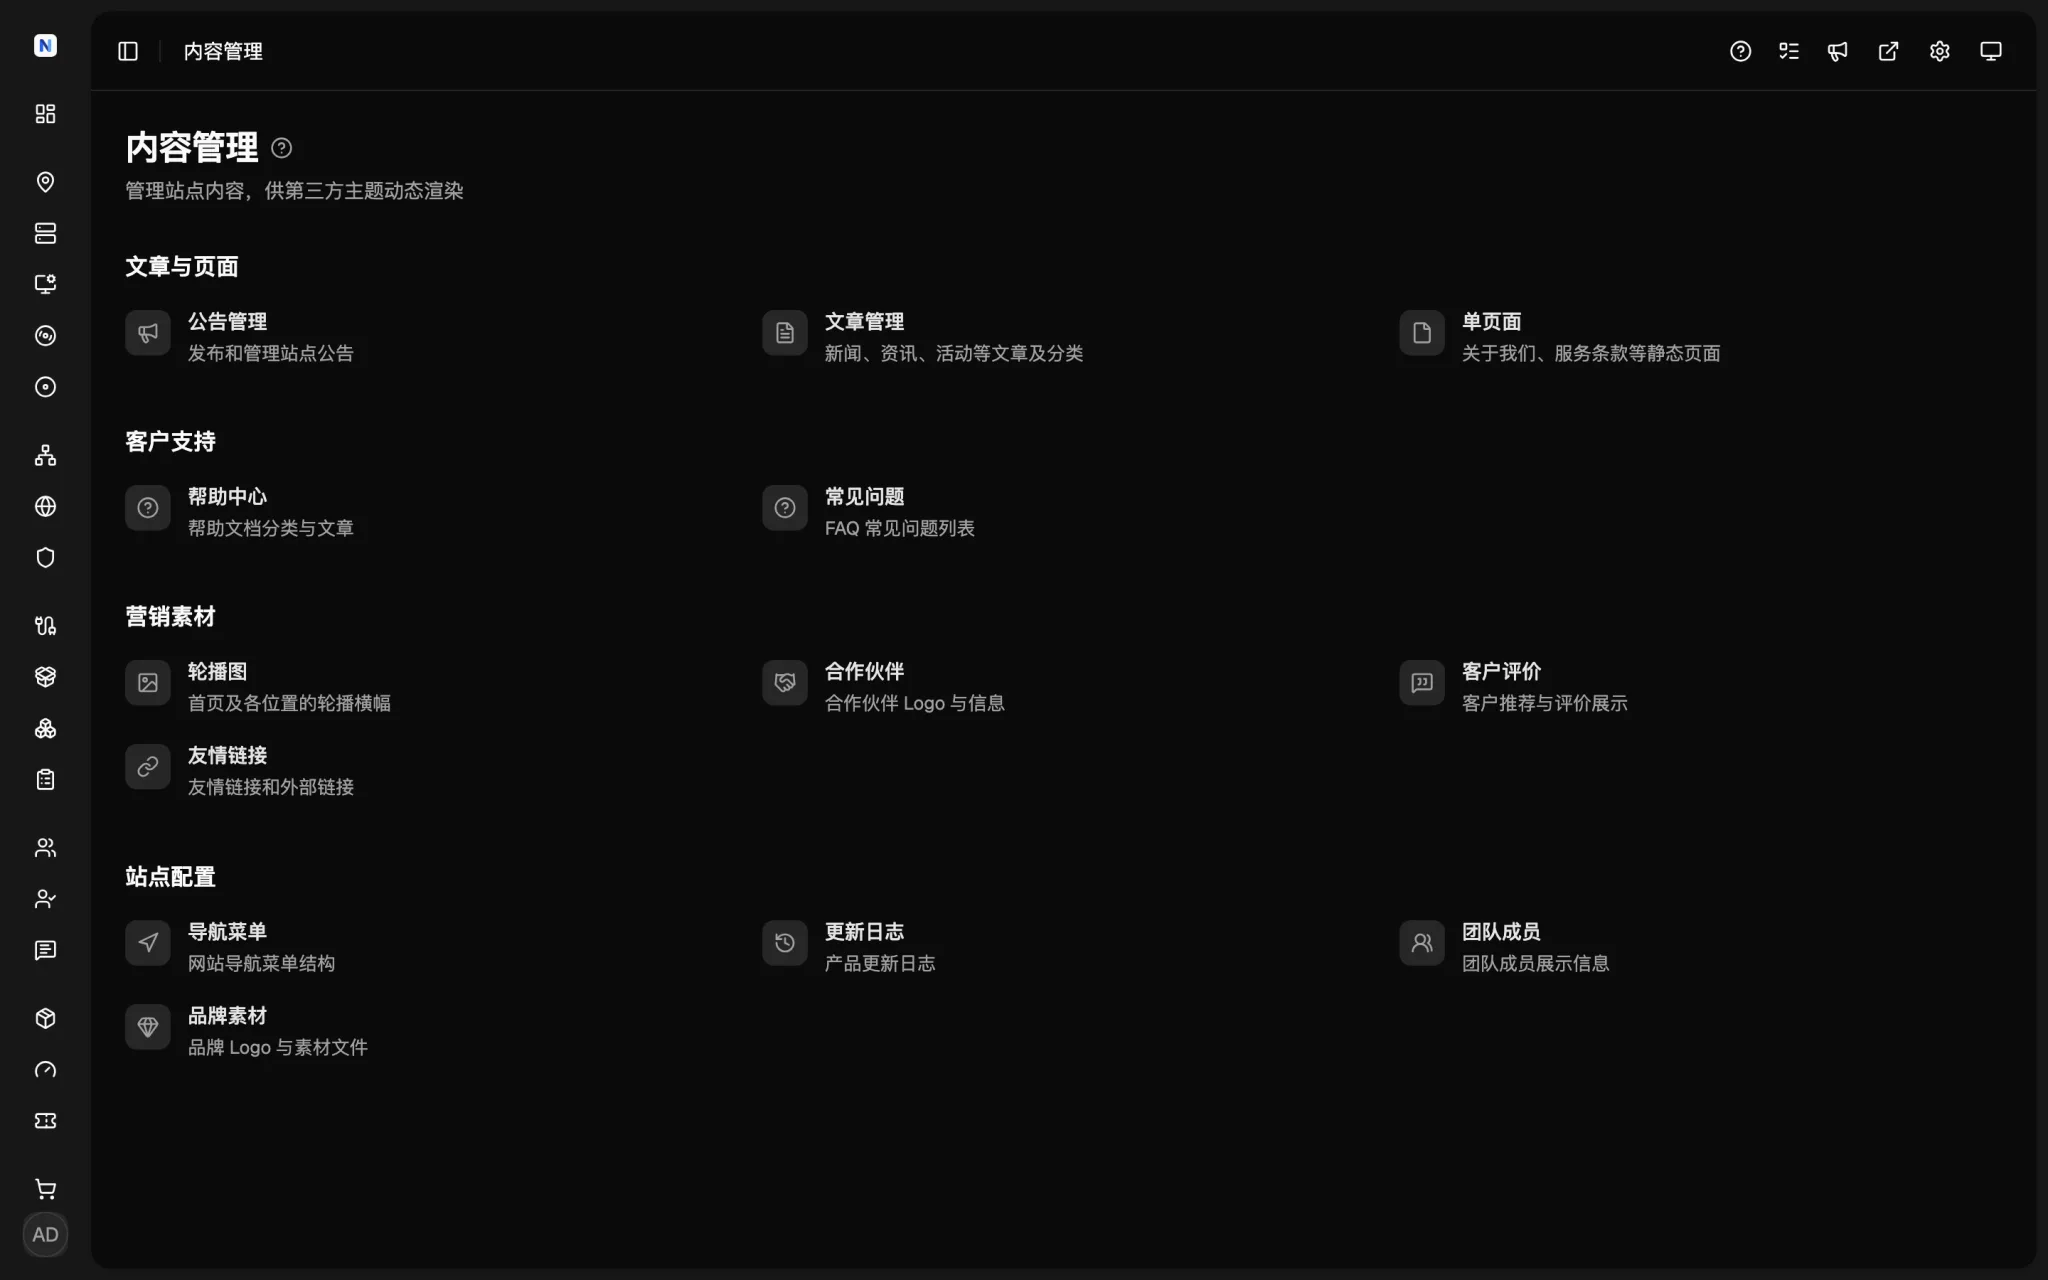 N
内容管理
内容管理
管理站点内容，供第三方主题动态渲染
文章与页面
公告管理
发布和管理站点公告
文章管理
新闻、资讯、活动等文章及分类
单页面
关于我们、服务条款等静态页面
客户支持
帮助中心
帮助文档分类与文章
常见问题
FAQ 常见问题列表
营销素材
轮播图
首页及各位置的轮播横幅
合作伙伴
合作伙伴 Logo 与信息
客户评价
客户推荐与评价展示
友情链接
友情链接和外部链接
站点配置
导航菜单
网站导航菜单结构
更新日志
产品更新日志
团队成员
团队成员展示信息
品牌素材
品牌 Logo 与素材文件
AD